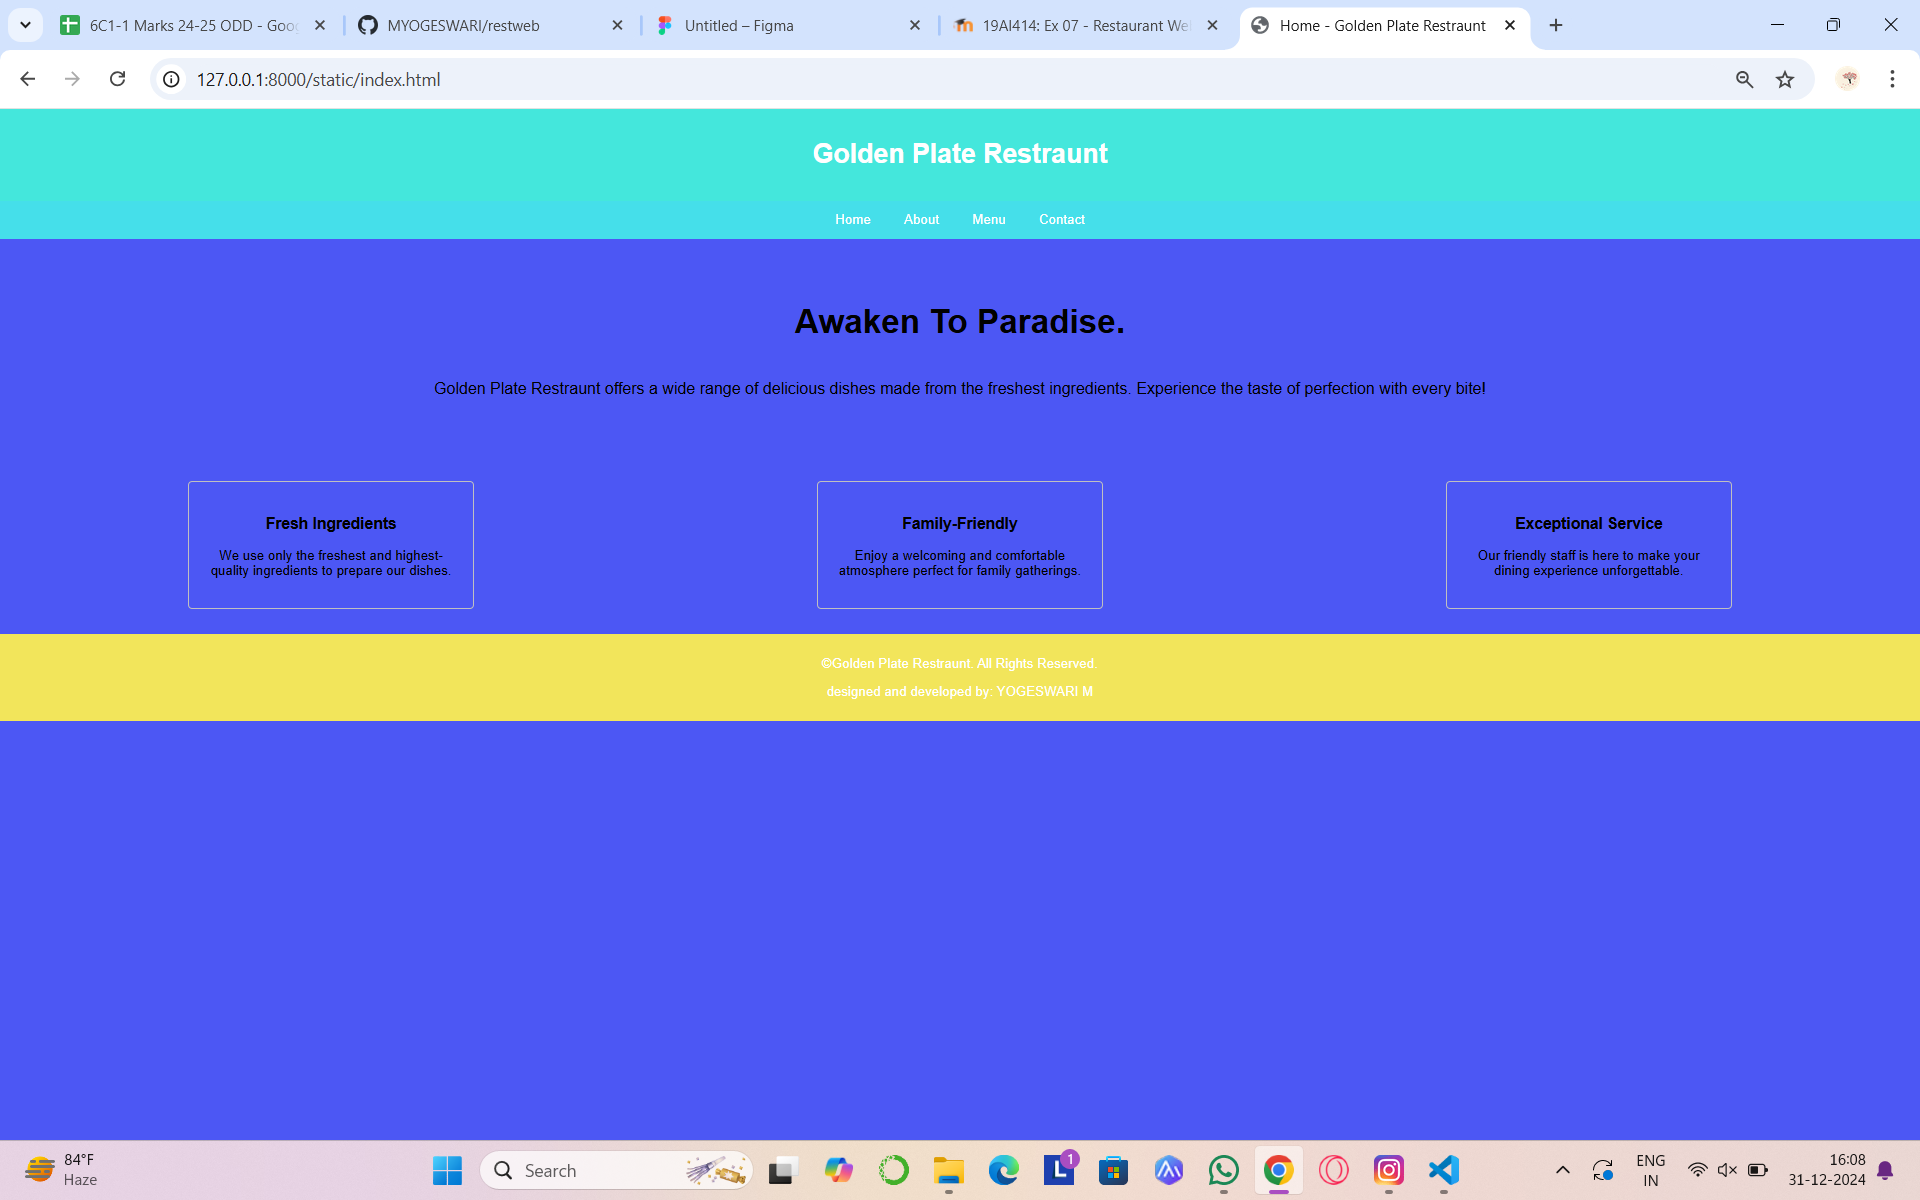 6C1-1 Marks 24-25 ODD - Goo
MYOGESWARI/restweb
Untitled – Figma
19AI414: Ex 07 - Restaurant We
Home - Golden Plate Restraunt
127.0.0.1:8000/static/index.html
Golden Plate Restraunt
Home About Menu Contact
Awaken To Paradise.
Golden Plate Restraunt offers a wide range of delicious dishes made from the freshest ingredients. Experience the taste of perfection with every bite!
Fresh Ingredients
We use only the freshest and highest-
quality ingredients to prepare our dishes.
Family-Friendly
Enjoy a welcoming and comfortable
atmosphere perfect for family gatherings.
Exceptional Service
Our friendly staff is here to make your
dining experience unforgettable.
©Golden Plate Restraunt. All Rights Reserved.
designed and developed by: YOGESWARI M
84°F
Haze
Search
L
1
ENG
IN
16:08
31-12-2024